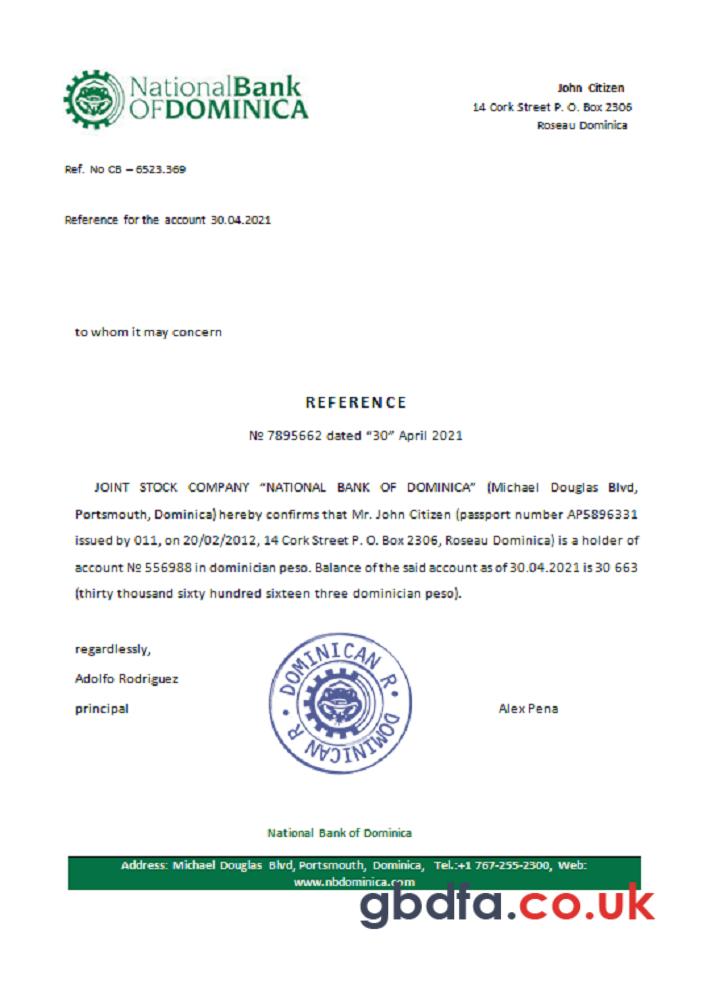 NationalBank
OFDOMINICA
John Citizen
14 Cork Street P. O. Box 2306
Roseau Dominica
Ref. No CB – 6523.369
Reference for the account 30.04.2021
to whom it may concern
REFERENCE
№ 7895662 dated “30” April 2021
JOINT STOCK COMPANY “NATIONAL BANK OF DOMINICA” (Michael Douglas Blvd,
Portsmouth, Dominica) hereby confirms that Mr. John Citizen (passport number AP5896331
issued by 011, on 20/02/2012, 14 Cork Street P. O. Box 2306, Roseau Dominica) is a holder of
account № 556988 in dominician peso. Balance of the said account as of 30.04.2021 is 30 663
(thirty thousand sixty hundred sixteen three dominician peso).
regardlessly,
Adolfo Rodriguez
principal
DOMINICAN R • DOMINICAN R •
Alex Pena
National Bank of Dominica
Address: Michael Douglas Blvd, Portsmouth, Dominica, Tel.:+1 767-255-2300, Web:
www.nbdominica.com
gbdfa.co.uk